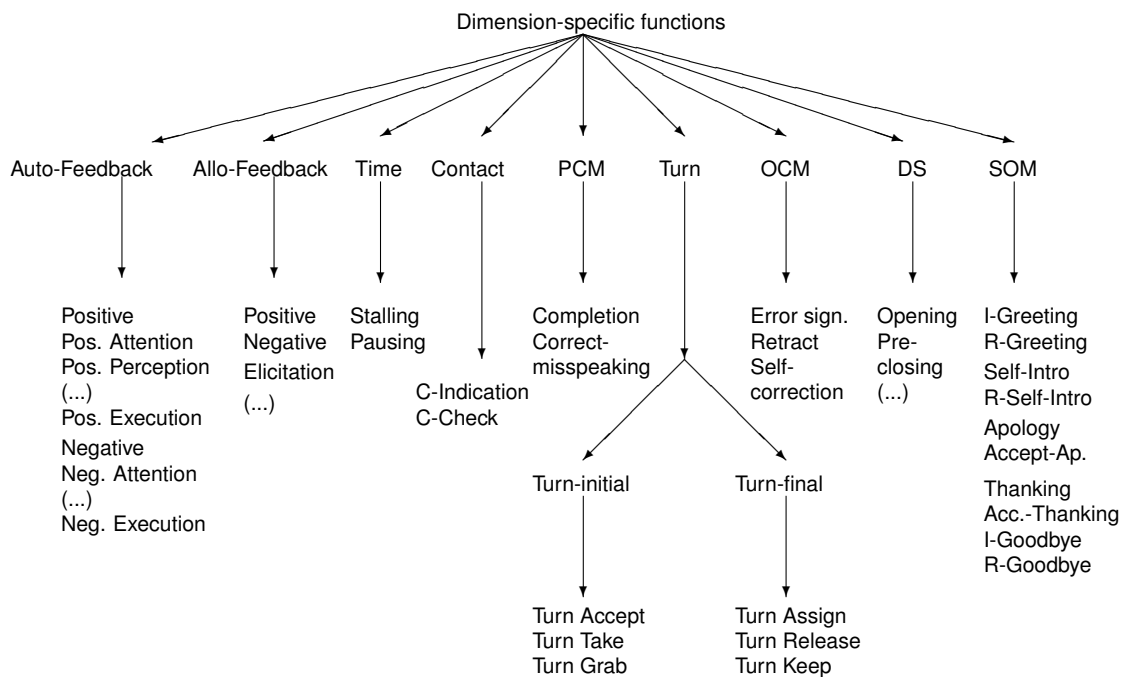 Dimension-specific functions
Auto-Feedback
Allo-Feedback
Time
Contact
PCM
Turn
OCM
DS
SOM
Positive
Pos. Attention
Pos. Perception
(...)
Pos. Execution
Negative
Neg. Attention
(...)
Neg. Execution
Positive
Negative
Elicitation
(...)
Stalling
Pausing
C-Indication
C-Check
Completion
Correct-
misspeaking
Turn-initial
Turn Accept
Turn Take
Turn Grab
Turn-final
Turn Assign
Turn Release
Turn Keep
Error sign.
Retract
Self-
correction
Opening
Pre-
closing
(...)
I-Greeting
R-Greeting
Self-Intro
R-Self-Intro
Apology
Accept-Ap.
Thanking
Acc.-Thanking
I-Goodbye
R-Goodbye